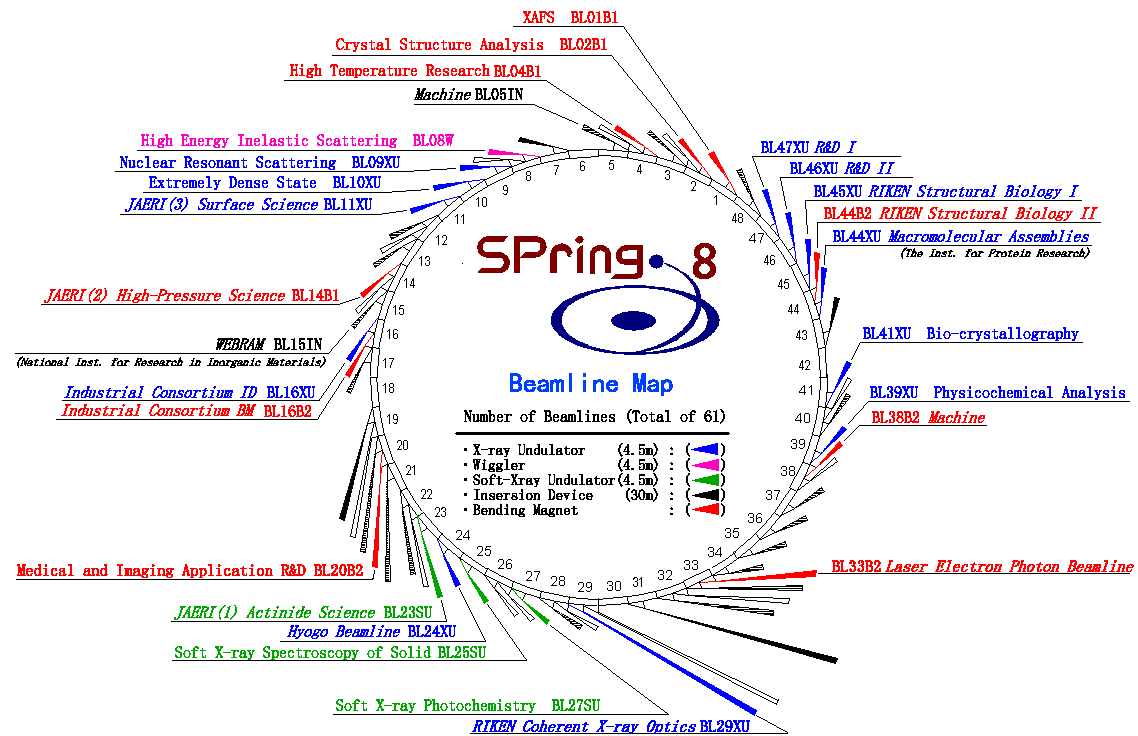 XAFS BL01B1
Crystal Structure Analysis BL02B1
High Temperature Research BL04B1
Machine BL05IN
High Energy Inelastic Scattering BL08W
Nuclear Resonant Scattering BL09XU
Extremely Dense State BL10XU
JAERI(3) Surface Science BL11XU
JAERI(2) High-Pressure Science BL14B1
WEBRAM BL15IN
(National Inst. for Research in Inorganic Materials)
Industrial Consortium ID BL16XU
Industrial Consortium BM BL16B2
Medical and Imaging Application R&D BL20B2
JAERI(1) Actinide Science BL23SU
Hyogo Beamline BL24XU
Soft X-ray Spectroscopy of Solid BL25SU
Soft X-ray Photochemistry BL27SU
RIKEN Coherent X-ray Optics BL29XU
BL47XU R&D I
BL46XU R&D II
BL45XU RIKEN Structural Biology I
BL44B2 RIKEN Structural Biology II
BL44XU Macromolecular Assemblies
(The Inst. for Protein Research)
BL41XU Bio-crystallography
BL39XU Physicochemical Analysis
BL38B2 Machine
BL33B2 Laser Electron Photon Beamline
SPring-8
Beamline Map
Number of Beamlines (Total of 61)
・X-ray Undulator (4.5m) : ( )
・Wiggler (4.5m) : ( )
・Soft-Xray Undulator(4.5m) : ( )
・Insersion Device (30m) : ( )
・Bending Magnet : ( )
1
2
3
4
5
6
7
8
9
10
11
12
13
14
15
16
17
18
19
20
21
22
23
24
25
26
27
28
29
30
31
32
33
34
35
36
37
38
39
40
41
42
43
44
45
46
47
48